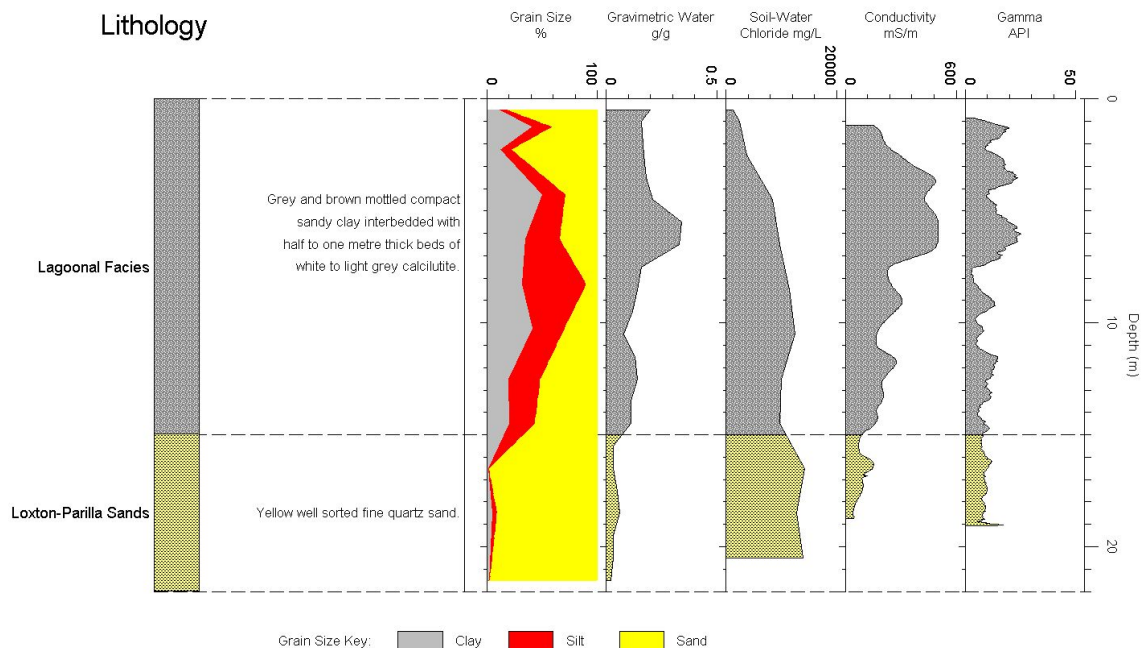 Lithology
Grain Size
%
Gravimetric Water
g/g
Soil-Water
Chloride mg/L
Conductivity
mS/m
Gamma
API
0
100
0
0.5
0
20000
0
600
0
50
0
10
20
Depth (m)
Lagoonal Facies
Grey and brown mottled compact
sandy clay interbedded with
half to one metre thick beds of
white to light grey calcilutite.
Loxton-Parilla Sands
Yellow well sorted fine quartz sand.
Grain Size Key:
Clay
Silt
Sand